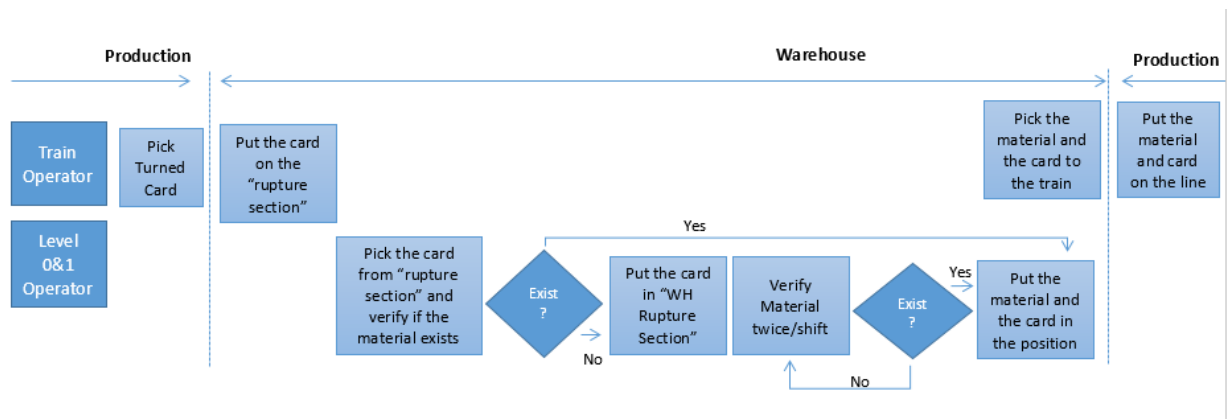 Production
Warehouse
Production
Train
Operator
Pick
Turned
Card
Put the card
on the
“rupture
section”
Pick the
material and
the card to
the train
Put the
material
and card
on the line
Level
0&1
Operator
Yes
Pick the card
from “rupture
section” and
verify if the
material exists
Exist
?
No
Put the card
in “WH
Rupture
Section”
Verify
Material
twice/shift
Exist
?
Yes
No
Put the
material and
the card in
the position